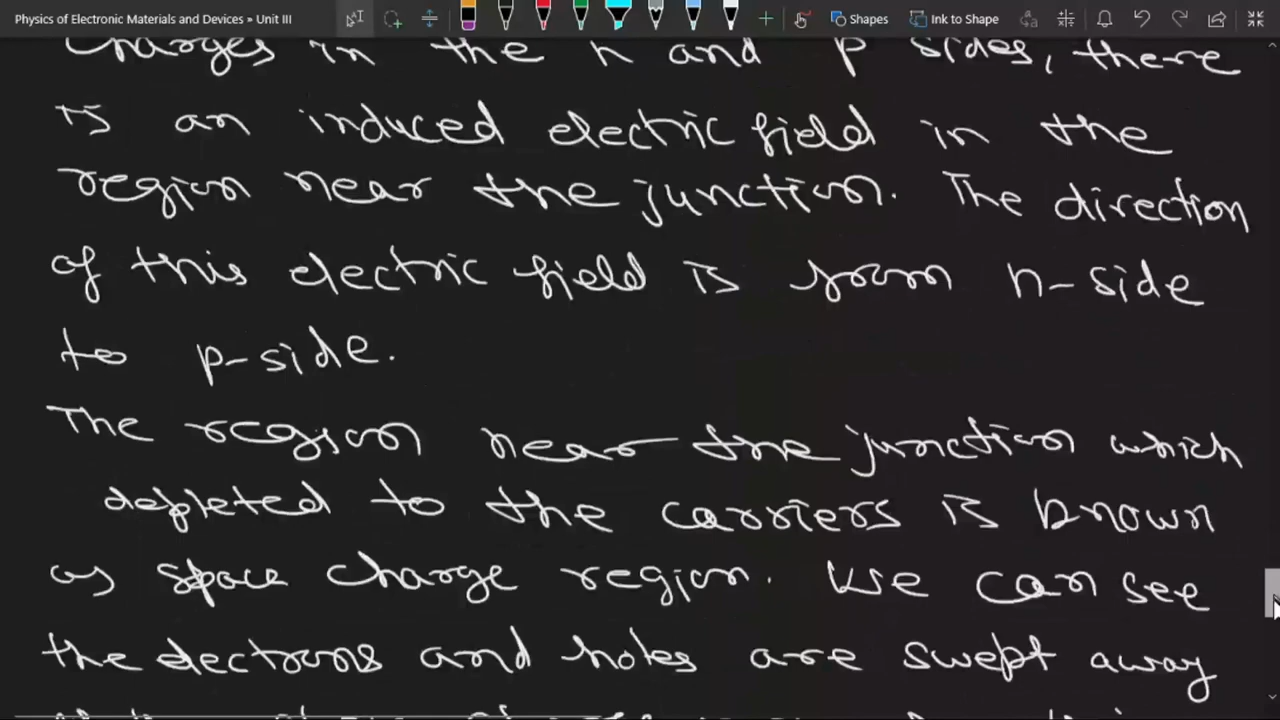 Physics of Electronic Materials and Devices » Unit III
Shapes
Ink to Shape
charges in the n and p sides, there
is an induced electric field in the
region near the junction. The direction
of this electric field is from n-side
to p-side.
The region near the junction which
depleted to the carriers is known
as space charge region. We can see
the electrons and holes are swept away